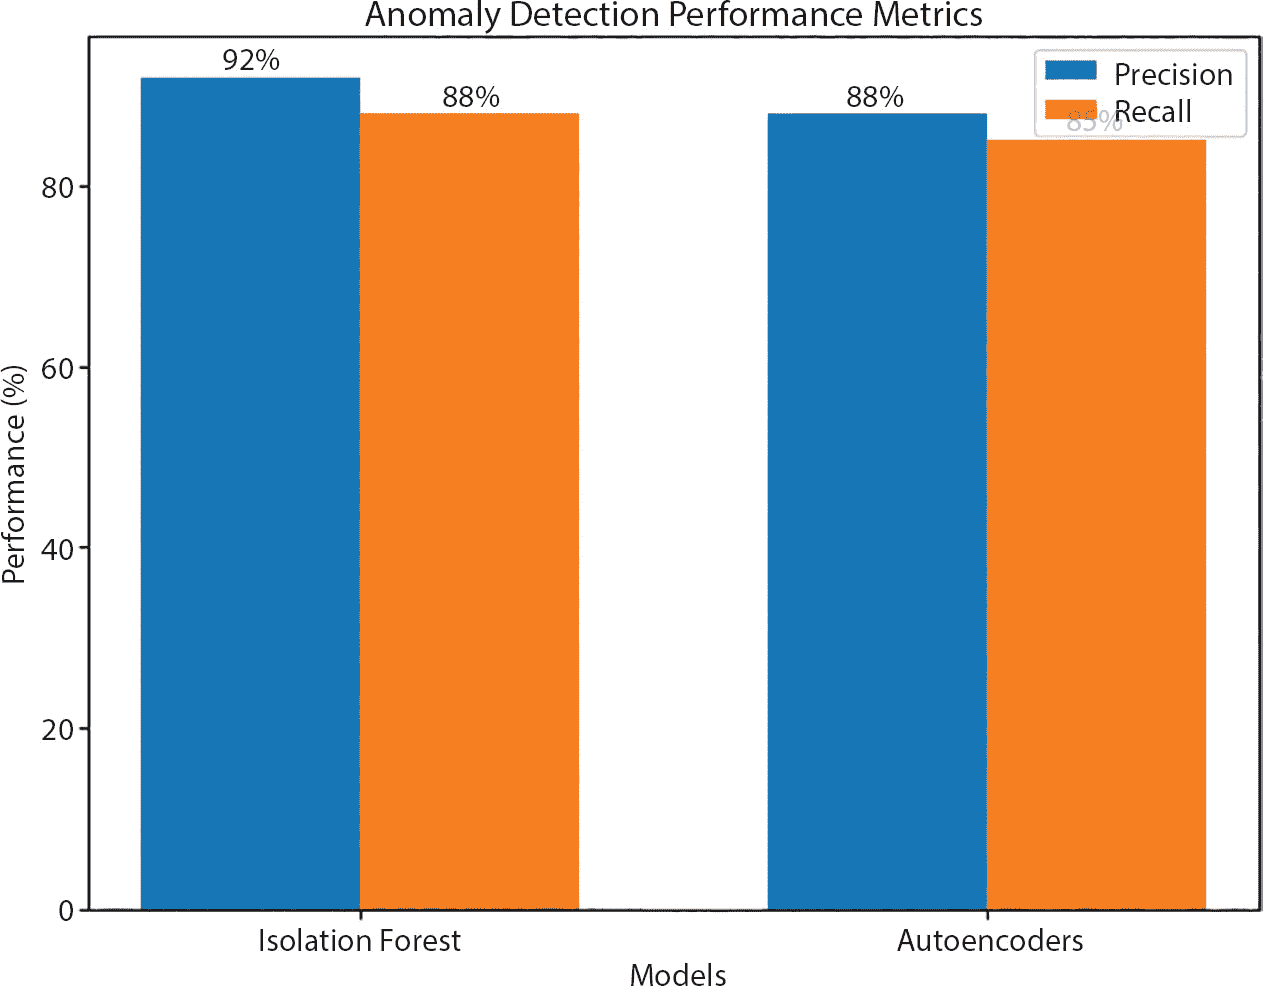 Anomaly Detection Performance Metrics
92%
88%
88%
85%
Precision
Recall
80
60
40
20
0
Performance (%)
Isolation Forest
Autoencoders
Models